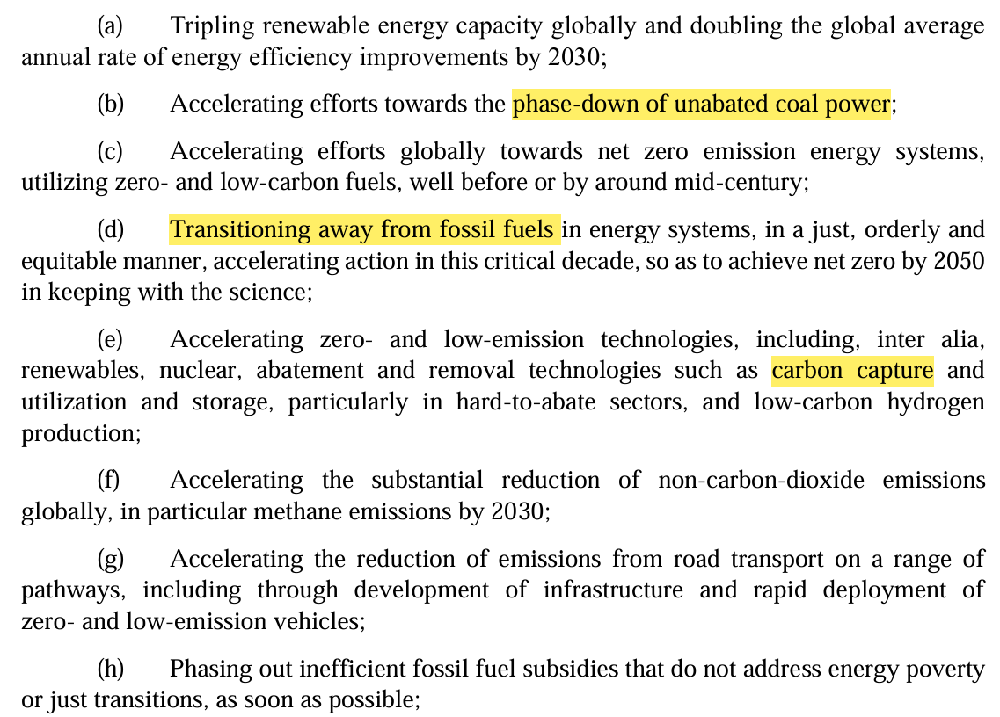 (a) Tripling renewable energy capacity globally and doubling the global average
annual rate of energy efficiency improvements by 2030;
(b) Accelerating efforts towards the phase-down of unabated coal power;
(c) Accelerating efforts globally towards net zero emission energy systems,
utilizing zero- and low-carbon fuels, well before or by around mid-century;
(d) Transitioning away from fossil fuels in energy systems, in a just, orderly and
equitable manner, accelerating action in this critical decade, so as to achieve net zero by 2050
in keeping with the science;
(e) Accelerating zero- and low-emission technologies, including, inter alia,
renewables, nuclear, abatement and removal technologies such as carbon capture and
utilization and storage, particularly in hard-to-abate sectors, and low-carbon hydrogen
production;
(f) Accelerating the substantial reduction of non-carbon-dioxide emissions
globally, in particular methane emissions by 2030;
(g) Accelerating the reduction of emissions from road transport on a range of
pathways, including through development of infrastructure and rapid deployment of
zero- and low-emission vehicles;
(h) Phasing out inefficient fossil fuel subsidies that do not address energy poverty
or just transitions, as soon as possible;